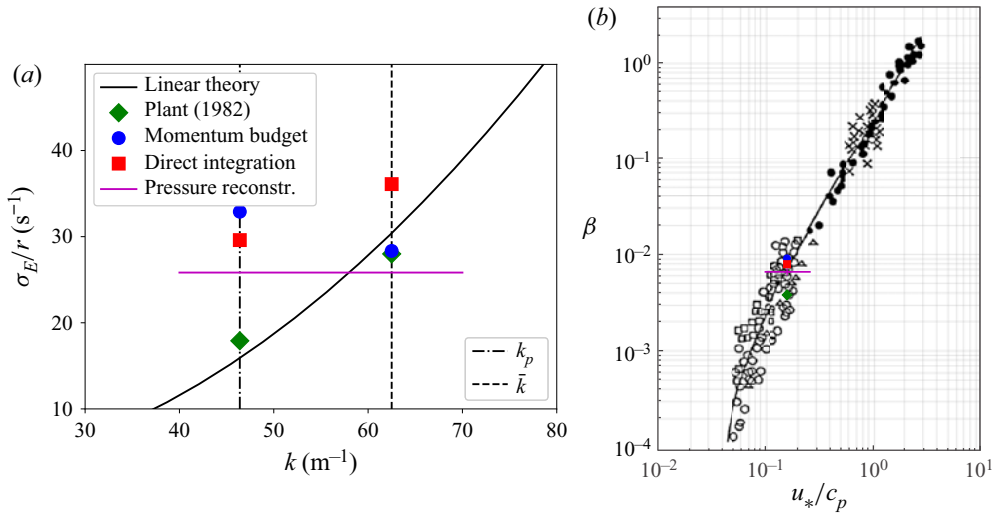 (a)
Linear theory
Plant (1982)
Momentum budget
Direct integration
Pressure reconstr.
40
30
20
10
σ_E/r (s⁻¹)
k_p
k̄
30
40
50
60
70
80
k (m⁻¹)
(b)
10⁰
10⁻¹
10⁻²
10⁻³
10⁻⁴
β
10⁻²
10⁻¹
10⁰
10¹
u_*/c_p